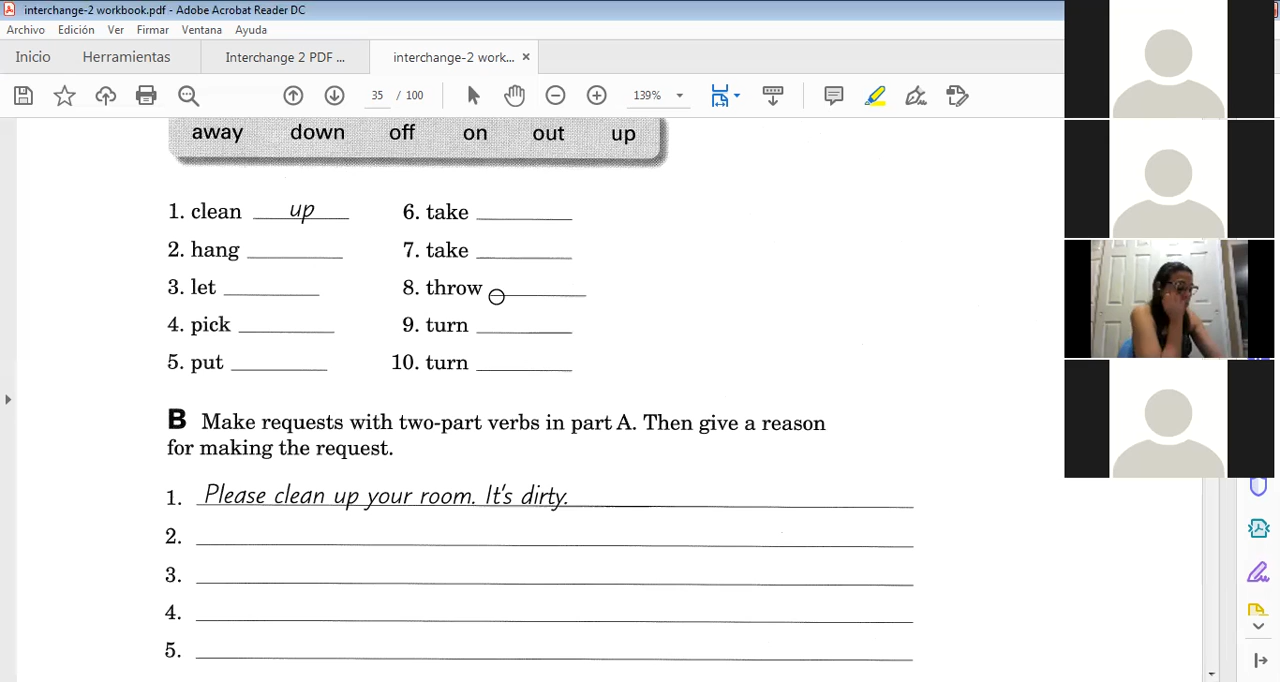 interchange-2 workbook.pdf - Adobe Acrobat Reader DC
Archivo Edición Ver Firmar Ventana Ayuda
Inicio Herramientas Interchange 2 PDF ... interchange-2 work... ×
35 / 100 139%
away down off on out up
1. clean up 6. take
2. hang 7. take
3. let 8. throw
4. pick 9. turn
5. put 10. turn
B Make requests with two-part verbs in part A. Then give a reason
for making the request.
1. Please clean up your room. It's dirty.
2.
3.
4.
5.